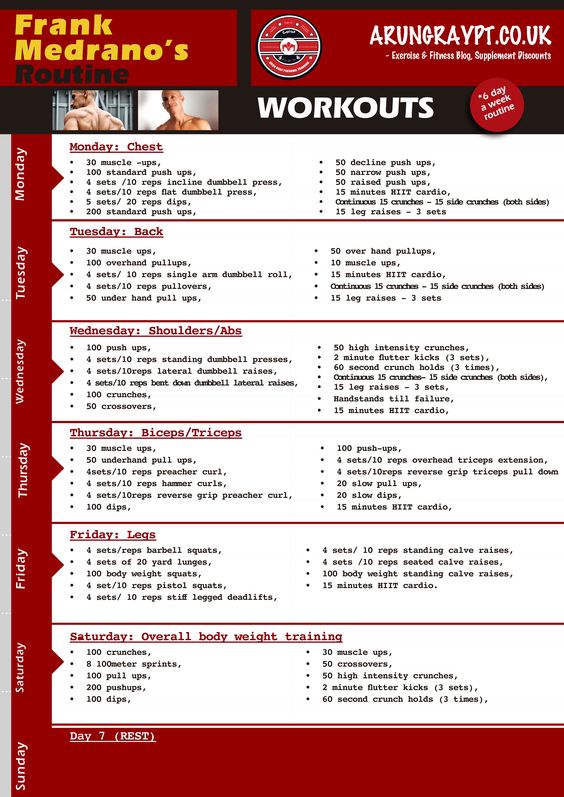 Frank
Medrano's
Routine
ARUNGRAYPT.CO.UK
- Exercise & Fitness Blog, Supplement Discounts
WORKOUTS
*6 day
a week
routine
Monday
Monday: Chest
• 30 muscle -ups,
• 100 standard push ups,
• 4 sets /10 reps incline dumbbell press,
• 4 sets/10 reps flat dumbbell press,
• 5 sets/ 20 reps dips,
• 200 standard push ups,
• 50 decline push ups,
• 50 narrow push ups,
• 50 raised push ups,
• 15 minutes HIIT cardio,
• Continuous 15 crunches - 15 side crunches (both sides)
• 15 leg raises - 3 sets
Tuesday
Tuesday: Back
• 30 muscle ups,
• 100 overhand pullups,
• 4 sets/ 10 reps single arm dumbbell roll,
• 4 sets/10 reps pullovers,
• 50 under hand pull ups,
• 50 over hand pullups,
• 10 muscle ups,
• 15 minutes HIIT cardio,
• Continuous 15 crunches - 15 side crunches (both sides)
• 15 leg raises - 3 sets
Wednesday
Wednesday: Shoulders/Abs
• 100 push ups,
• 4 sets/10 reps standing dumbbell presses,
• 4 sets/10reps lateral dumbbell raises,
• 4 sets/10 reps bent down dumbbell lateral raises,
• 100 crunches,
• 50 crossovers,
• 50 high intensity crunches,
• 2 minute flutter kicks (3 sets),
• 60 second crunch holds (3 times),
• Continuous 15 crunches- 15 side crunches (both sides),
• 15 leg raises - 3 sets,
• Handstands till failure,
• 15 minutes HIIT cardio,
Thursday
Thursday: Biceps/Triceps
• 30 muscle ups,
• 50 underhand pull ups,
• 4sets/10 reps preacher curl,
• 4 sets/10 reps hammer curls,
• 4 sets/10reps reverse grip preacher curl,
• 100 dips,
• 100 push-ups,
• 4 sets/10 reps overhead triceps extension,
• 4 sets/10reps reverse grip triceps pull down
• 20 slow pull ups,
• 20 slow dips,
• 15 minutes HIIT cardio,
Friday
Friday: Legs
• 4 sets/reps barbell squats,
• 4 sets of 20 yard lunges,
• 100 body weight squats,
• 4 set/10 reps pistol squats,
• 4 sets/ 10 reps stiff legged deadlifts,
• 4 sets/ 10 reps standing calve raises,
• 4 sets /10 reps seated calve raises,
• 100 body weight standing calve raises,
• 15 minutes HIIT cardio.
Saturday
Saturday: Overall body weight training
• 100 crunches,
• 8 100meter sprints,
• 100 pull ups,
• 200 pushups,
• 100 dips,
• 30 muscle ups,
• 50 crossovers,
• 50 high intensity crunches,
• 2 minute flutter kicks (3 sets),
• 60 second crunch holds (3 times),
Sunday
Day 7 (REST)